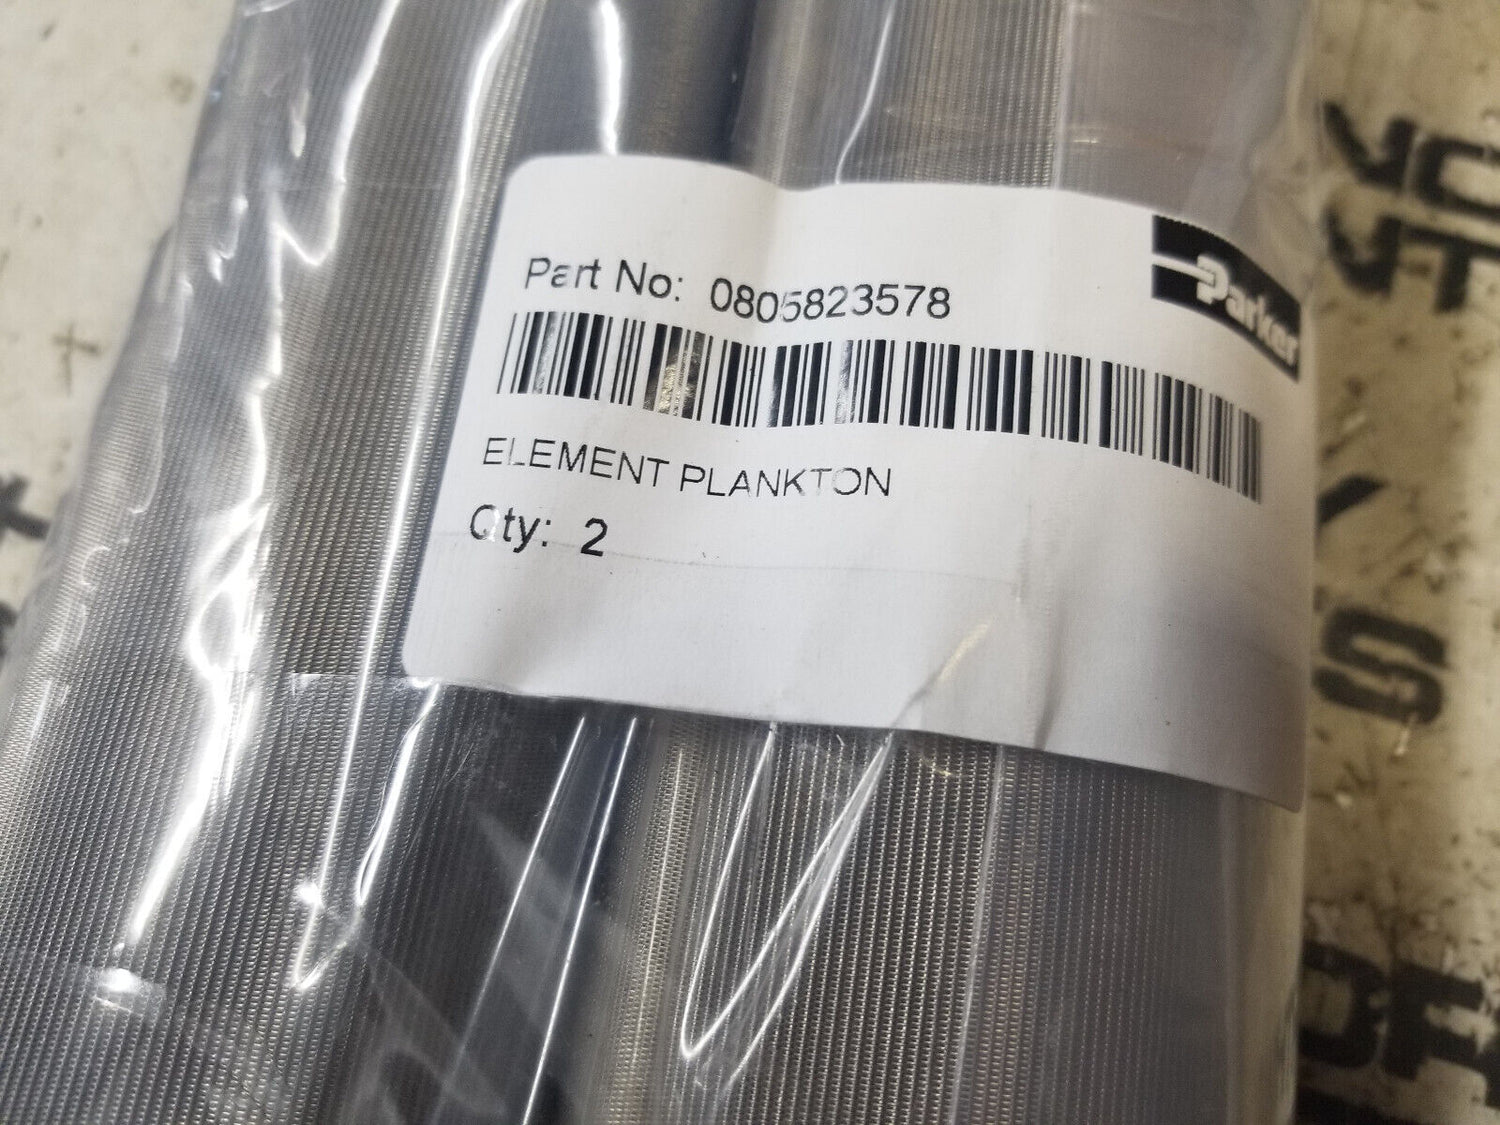 Parker
Part No: 0805823578
ELEMENT PLANKTON
Qty: 2